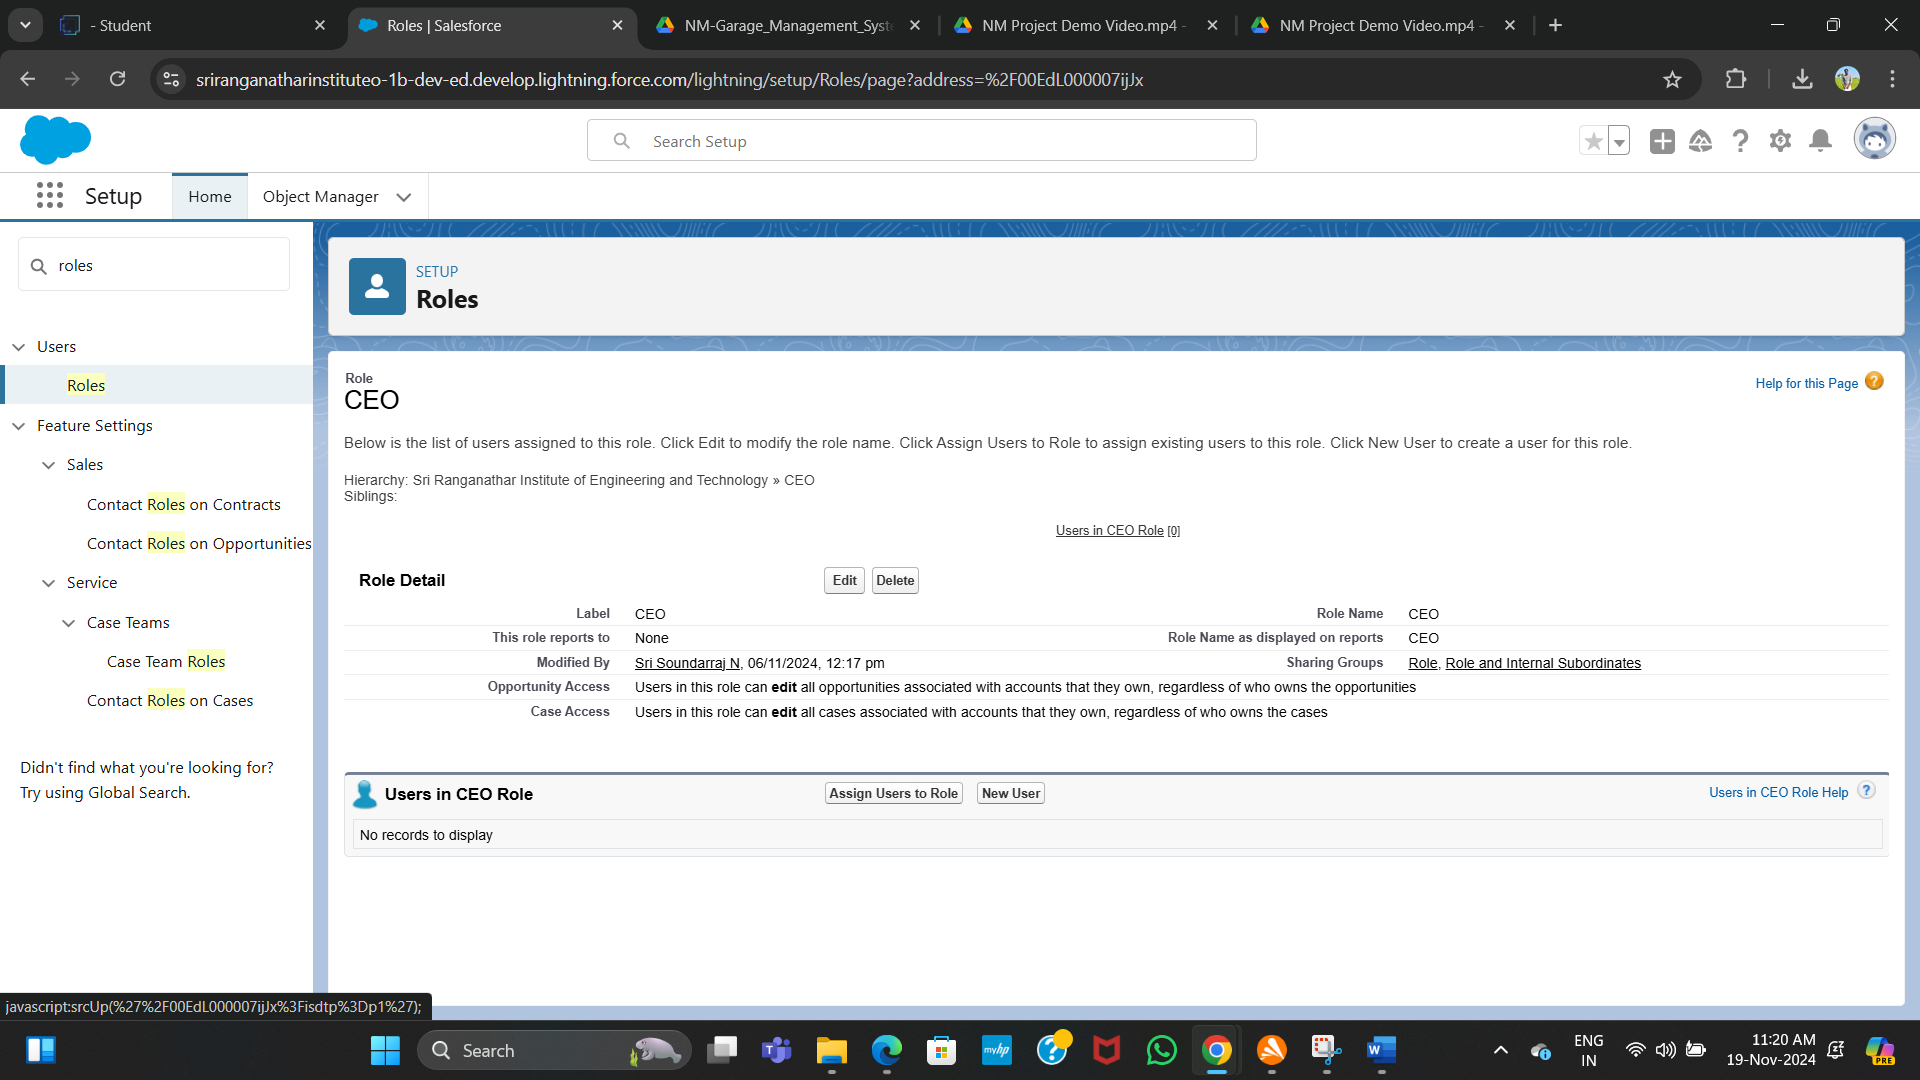 - Student
Roles | Salesforce
NM-Garage_Management_Syste
NM Project Demo Video.mp4 -
NM Project Demo Video.mp4 -
sriranganatharinstituteo-1b-dev-ed.develop.lightning.force.com/lightning/setup/Roles/page?address=%2F00EdL000007ijJx
Search Setup
Setup
Home
Object Manager
roles
Users
Roles
Feature Settings
Sales
Contact Roles on Contracts
Contact Roles on Opportunities
Service
Case Teams
Case Team Roles
Contact Roles on Cases
Didn't find what you're looking for?
Try using Global Search.
SETUP
Roles
Role
CEO
Help for this Page
Below is the list of users assigned to this role. Click Edit to modify the role name. Click Assign Users to Role to assign existing users to this role. Click New User to create a user for this role.
Hierarchy: Sri Ranganathar Institute of Engineering and Technology » CEO
Siblings:
Users in CEO Role [0]
Role Detail
Edit
Delete
Label CEO
Role Name CEO
This role reports to None
Role Name as displayed on reports CEO
Modified By Sri Soundarraj N, 06/11/2024, 12:17 pm
Sharing Groups Role, Role and Internal Subordinates
Opportunity Access Users in this role can edit all opportunities associated with accounts that they own, regardless of who owns the opportunities
Case Access Users in this role can edit all cases associated with accounts that they own, regardless of who owns the cases
Users in CEO Role
Assign Users to Role
New User
Users in CEO Role Help ?
No records to display
javascript:srcUp(%27%2F00EdL000007ijJx%3Fisdtp%3Dp1%27);
Search
myhp
ENG
IN
11:20 AM
19-Nov-2024
PRE